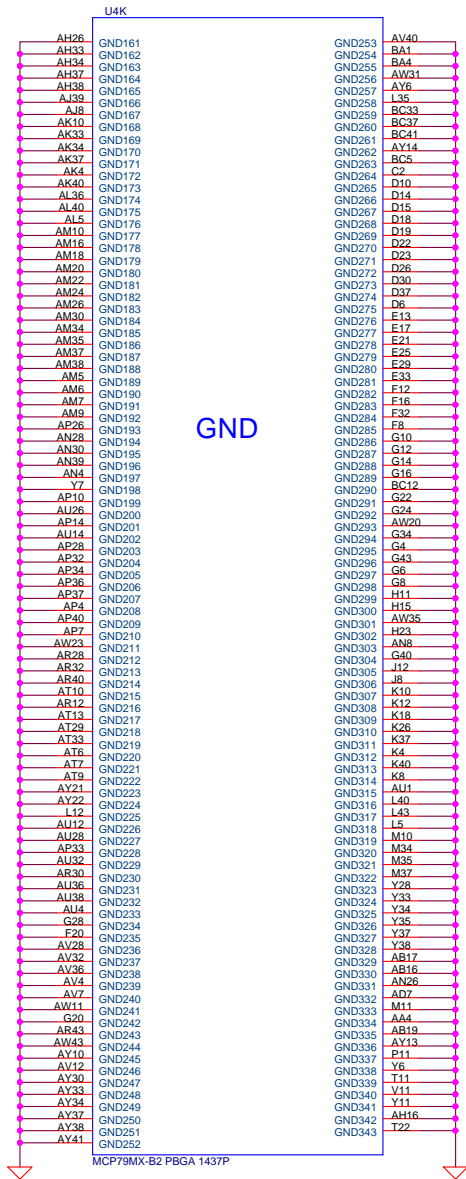 U4K
AH26 GND161 GND253 AV40
AH33 GND162 GND254 BA1
AH34 GND163 GND255 BA4
AH37 GND164 GND256 AW31
AH38 GND165 GND257 AY6
AJ39 GND166 GND258 L35
AJ8 GND167 GND259 BC33
AK10 GND168 GND260 BC37
AK33 GND169 GND261 BC41
AK34 GND170 GND262 AY14
AK37 GND171 GND263 BC5
AK4 GND172 GND264 C2
AK40 GND173 GND265 D10
AL36 GND174 GND266 D14
AL40 GND175 GND267 D15
AL5 GND176 GND268 D18
AM10 GND177 GND269 D19
AM16 GND178 GND270 D22
AM18 GND179 GND271 D23
AM20 GND180 GND272 D26
AM22 GND181 GND273 D30
AM24 GND182 GND274 D37
AM26 GND183 GND275 D6
AM30 GND184 GND276 E13
AM34 GND185 GND277 E17
AM35 GND186 GND278 E21
AM37 GND187 GND279 E25
AM38 GND188 GND280 E29
AM5 GND189 GND281 E33
AM6 GND190 GND282 F12
AM7 GND191 GND283 F16
AM9 GND192 GND284 F32
AP26 GND193 GND285 F8
GND
AN28 GND194 GND286 G10
AN30 GND195 GND287 G12
AN39 GND196 GND288 G14
AN4 GND197 GND289 G16
Y7 GND198 GND290 BC12
AP10 GND199 GND291 G22
AU26 GND200 GND292 G24
AP14 GND201 GND293 AW20
AU14 GND202 GND294 G34
AP28 GND203 GND295 G4
AP32 GND204 GND296 G43
AP34 GND205 GND297 G6
AP36 GND206 GND298 G8
AP37 GND207 GND299 H11
AP4 GND208 GND300 H15
AP40 GND209 GND301 AW35
AP7 GND210 GND302 H23
AW23 GND211 GND303 AN8
AR28 GND212 GND304 G40
AR32 GND213 GND305 J12
AR40 GND214 GND306 J8
AT10 GND215 GND307 K10
AR12 GND216 GND308 K12
AT13 GND217 GND309 K18
AT29 GND218 GND310 K26
AT33 GND219 GND311 K37
AT6 GND220 GND312 K4
AT7 GND221 GND313 K40
AT9 GND222 GND314 K8
AY21 GND223 GND315 AU1
AY22 GND224 GND316 L40
L12 GND225 GND317 L43
AU12 GND226 GND318 L5
AU28 GND227 GND319 M10
AP33 GND228 GND320 M34
AU32 GND229 GND321 M35
AR30 GND230 GND322 M37
AU36 GND231 GND323 Y28
AU38 GND232 GND324 Y33
AU4 GND233 GND325 Y34
G28 GND234 GND326 Y35
F20 GND235 GND327 Y37
AV28 GND236 GND328 Y38
AV32 GND237 GND329 AB17
AV36 GND238 GND330 AB16
AV4 GND239 GND331 AN26
AV7 GND240 GND332 AD7
AW11 GND241 GND333 M11
G20 GND242 GND334 AA4
AR43 GND243 GND335 AB19
AW43 GND244 GND336 AY13
AY10 GND245 GND337 P11
AV12 GND246 GND338 Y6
AY30 GND247 GND339 T11
AY33 GND248 GND340 V11
AY34 GND249 GND341 Y11
AY37 GND250 GND342 AH16
AY38 GND251 GND343 T22
AY41 GND252
MCP79MX-B2 PBGA 1437P